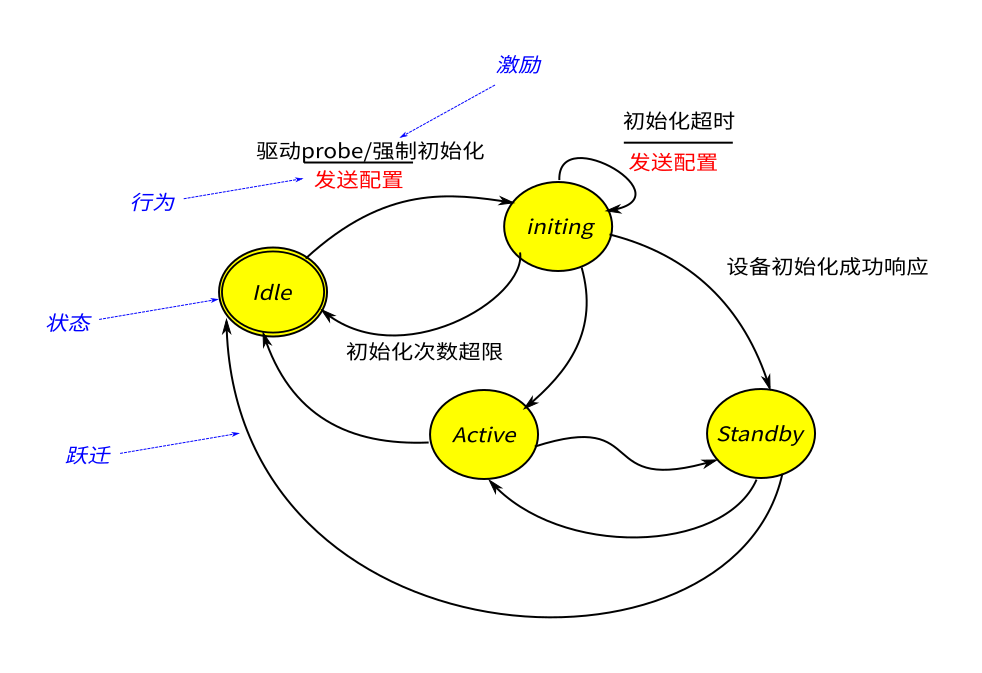 激励
初始化超时
发送配置
驱动probe/强制初始化
发送配置
行为
initing
设备初始化成功响应
Idle
状态
初始化次数超限
Active
Standby
跃迁